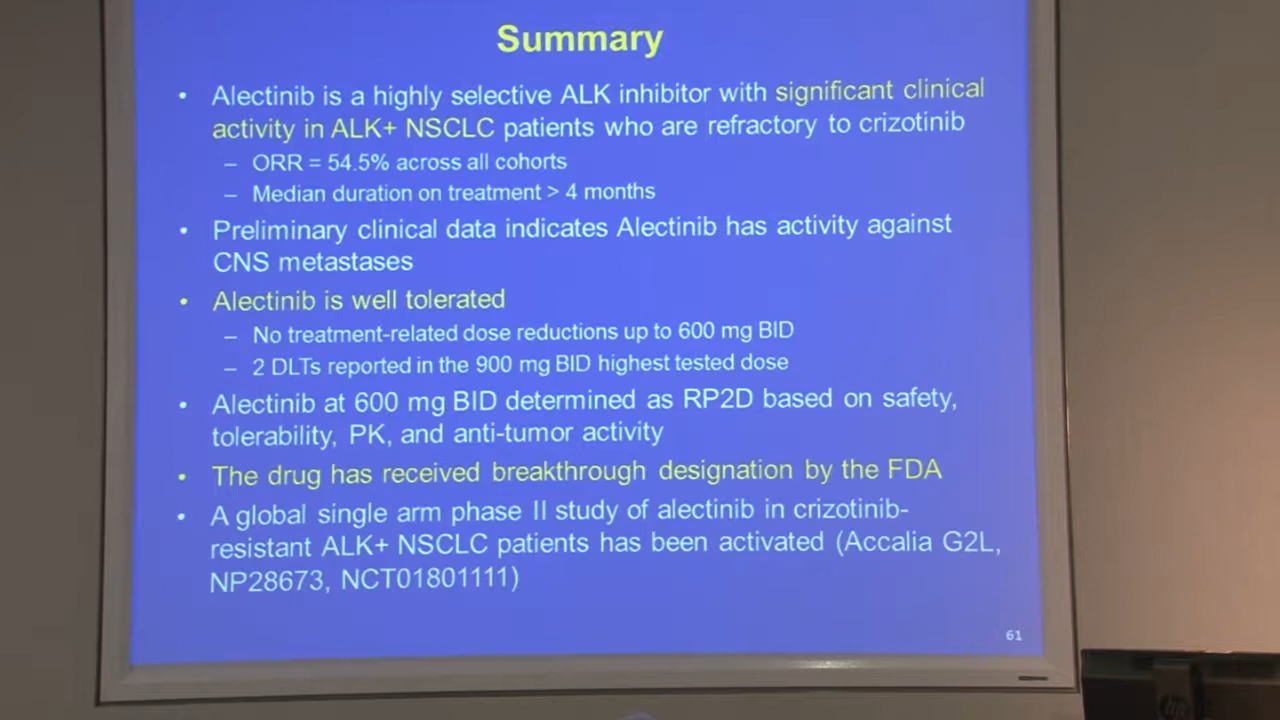 Summary
• Alectinib is a highly selective ALK inhibitor with significant clinical
activity in ALK+ NSCLC patients who are refractory to crizotinib
– ORR = 54.5% across all cohorts
– Median duration on treatment > 4 months
• Preliminary clinical data indicates Alectinib has activity against
CNS metastases
• Alectinib is well tolerated
– No treatment-related dose reductions up to 600 mg BID
– 2 DLTs reported in the 900 mg BID highest tested dose
• Alectinib at 600 mg BID determined as RP2D based on safety,
tolerability, PK, and anti-tumor activity
• The drug has received breakthrough designation by the FDA
• A global single arm phase II study of alectinib in crizotinib-
resistant ALK+ NSCLC patients has been activated (Accalia G2L,
NP28673, NCT01801111)
61
hp